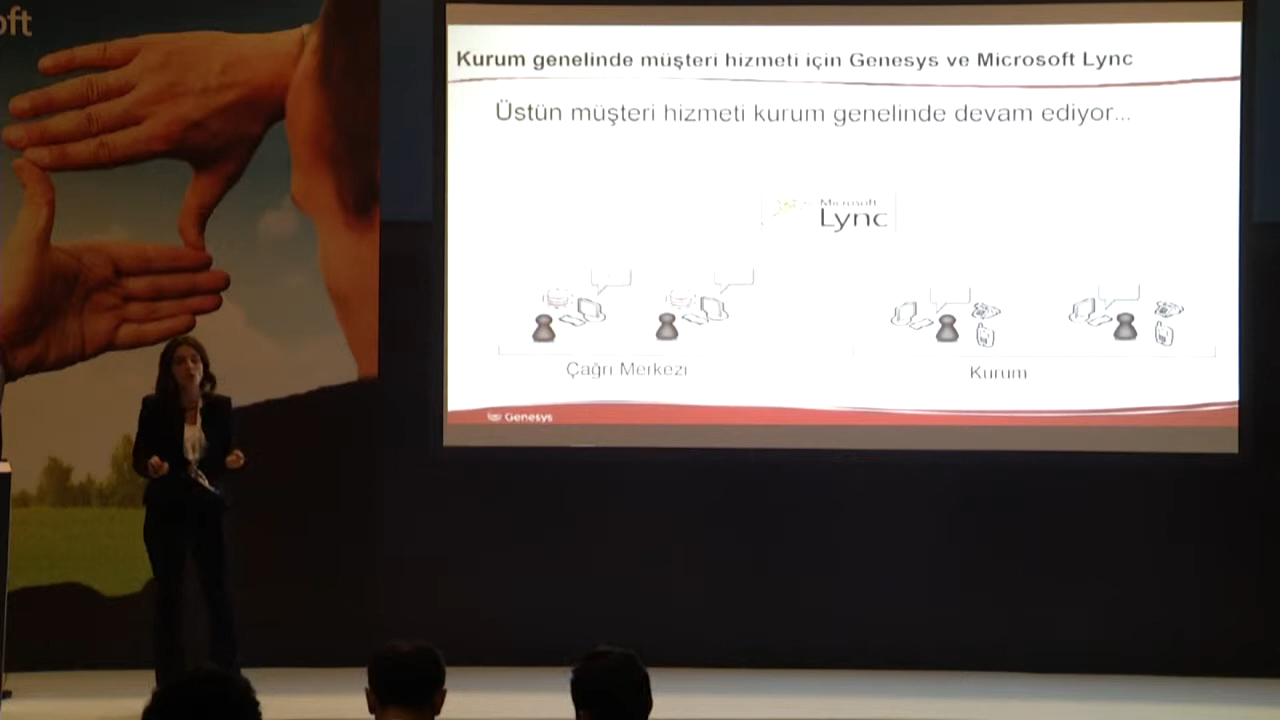 oft
Kurum genelinde müşteri hizmeti için Genesys ve Microsoft Lync
Üstün müşteri hizmeti kurum genelinde devam ediyor...
Microsoft
Lync
Çağrı Merkezi
Kurum
Genesys